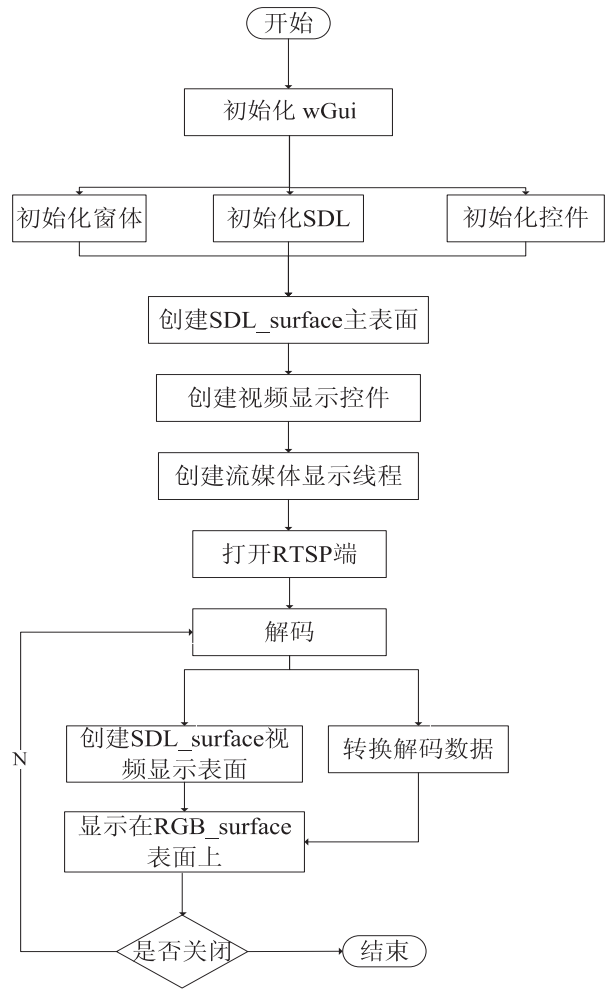 开始
初始化 wGui
初始化窗体
初始化SDL
初始化控件
创建SDL_surface主表面
创建视频显示控件
创建流媒体显示线程
打开RTSP端
解码
创建SDL_surface视
频显示表面
转换解码数据
N
显示在RGB_surface
表面上
是否关闭
结束